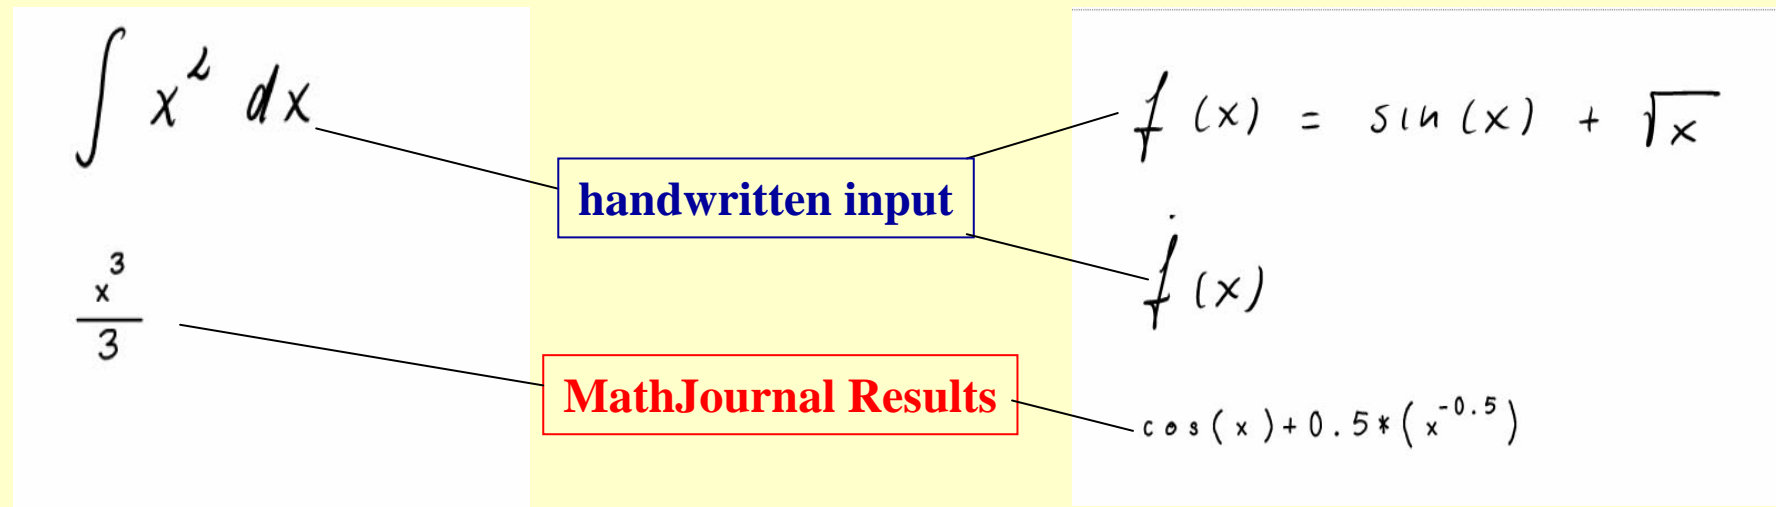 ∫ x² dx
x³
3
handwritten input
MathJournal Results
f (x) = sin (x) + √x
ḟ (x)
cos(x)+0.5*(x⁻⁰·⁵)